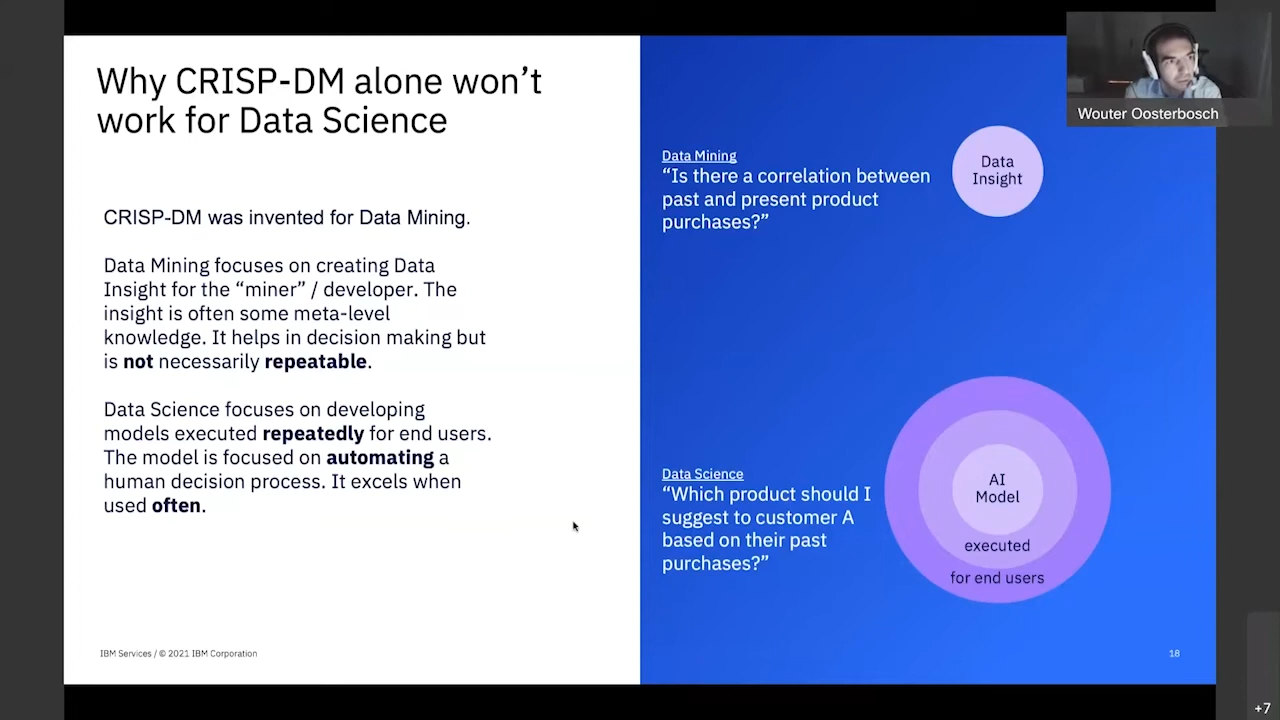 Why CRISP-DM alone won’t
work for Data Science
CRISP-DM was invented for Data Mining.
Data Mining focuses on creating Data
Insight for the “miner” / developer. The
insight is often some meta-level
knowledge. It helps in decision making but
is not necessarily repeatable.
Data Science focuses on developing
models executed repeatedly for end users.
The model is focused on automating a
human decision process. It excels when
used often.
IBM Services / © 2021 IBM Corporation
Data Mining
“Is there a correlation between
past and present product
purchases?”
Data
Insight
Data Science
“Which product should I
suggest to customer A
based on their past
purchases?”
AI
Model
executed
for end users
18
Wouter Oosterbosch
+7